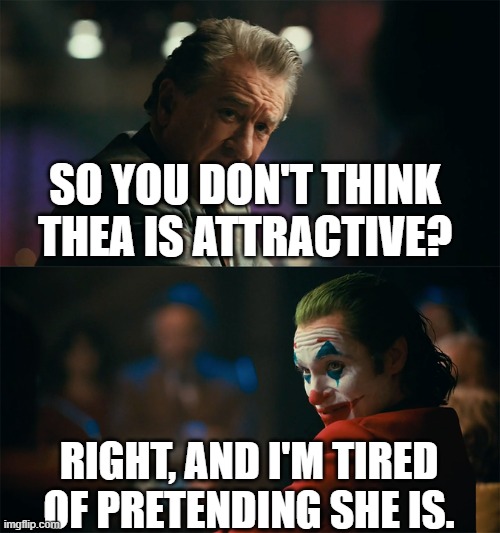 SO YOU DON'T THINK
THEA IS ATTRACTIVE?
RIGHT, AND I'M TIRED
OF PRETENDING SHE IS.
imgflip.com